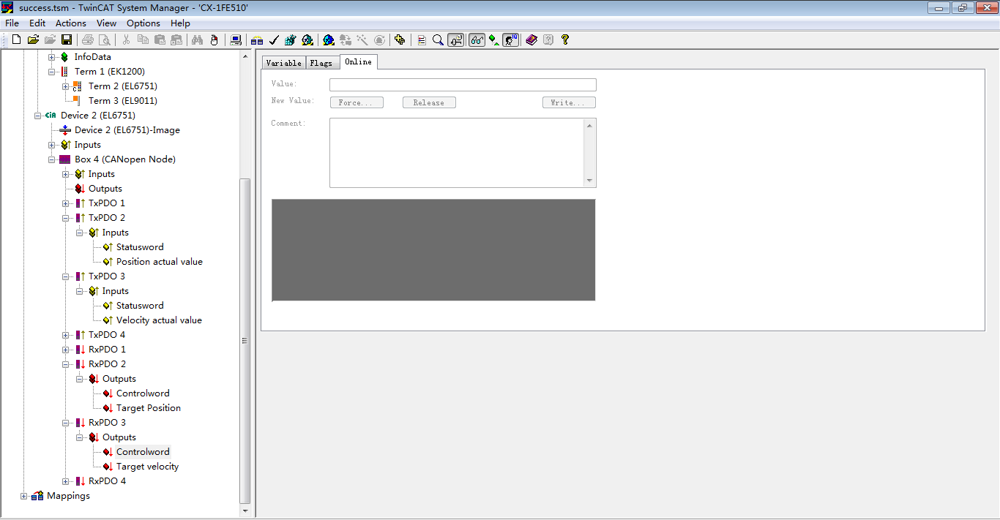 success.tsm - TwinCAT System Manager - 'CX-1FE510'
File Edit Actions View Options Help
InfoData
Term 1 (EK1200)
Term 2 (EL6751)
Term 3 (EL9011)
CiA Device 2 (EL6751)
Device 2 (EL6751)-Image
Inputs
Box 4 (CANopen Node)
Inputs
Outputs
TxPDO 1
TxPDO 2
Inputs
Statusword
Position actual value
TxPDO 3
Inputs
Statusword
Velocity actual value
TxPDO 4
RxPDO 1
RxPDO 2
Outputs
Controlword
Target Position
RxPDO 3
Outputs
Controlword
Target velocity
RxPDO 4
Mappings
Variable Flags Online
Value:
New Value: Force... Release Write...
Comment: